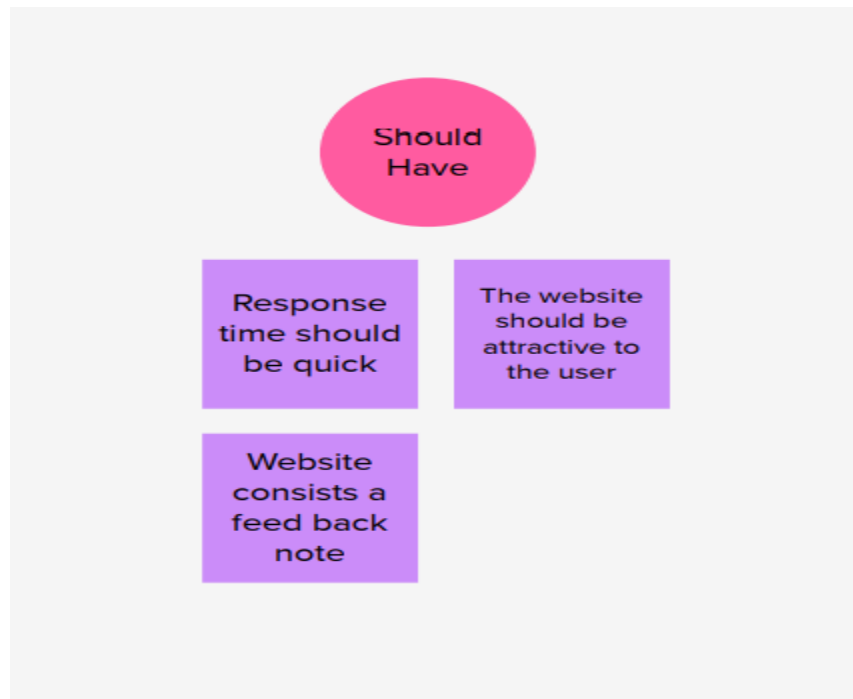 Should
Have
Response
time should
be quick
The website
should be
attractive to
the user
Website
consists a
feed back
note